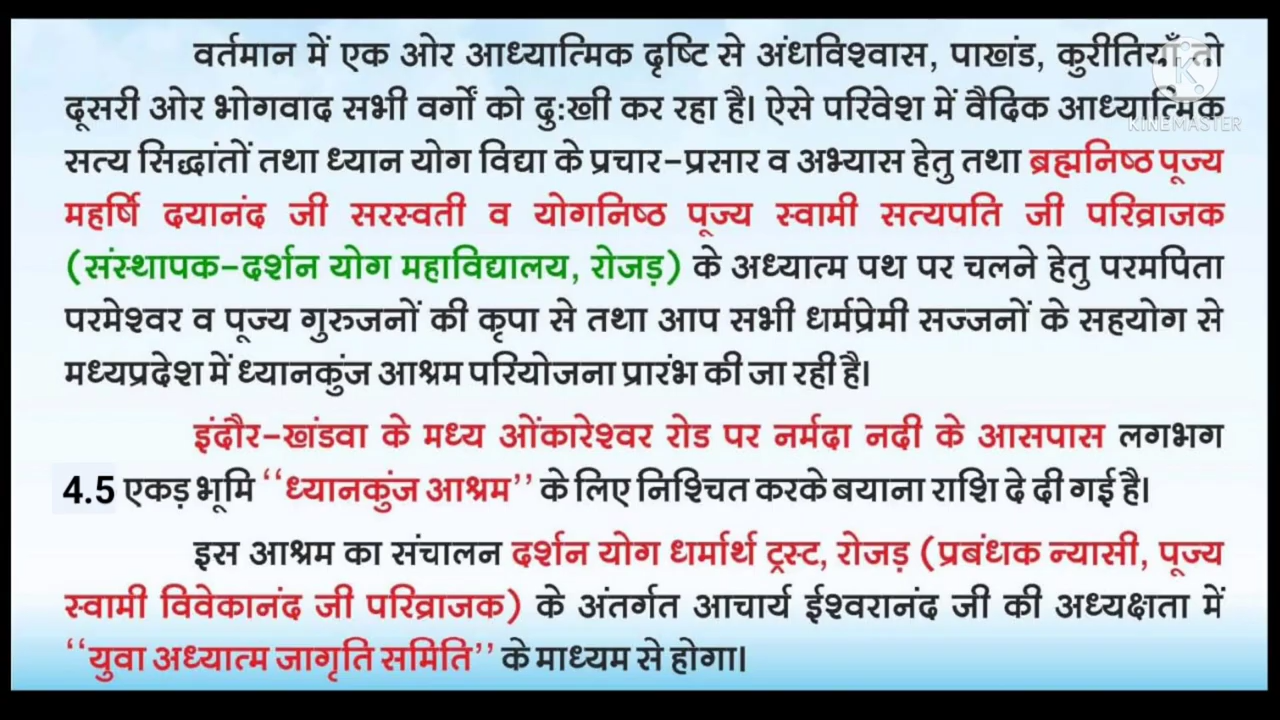 वर्तमान में एक ओर आध्यात्मिक दृष्टि से अंधविश्वास, पाखंड, कुरीतियाँ तो
दूसरी ओर भोगवाद सभी वर्गों को दुःखी कर रहा है। ऐसे परिवेश में वैदिक आध्यात्मिक
सत्य सिद्धांतों तथा ध्यान योग विद्या के प्रचार-प्रसार व अभ्यास हेतु तथा ब्रह्मनिष्ठ पूज्य
महर्षि दयानंद जी सरस्वती व योगनिष्ठ पूज्य स्वामी सत्यपति जी परिव्राजक
(संस्थापक-दर्शन योग महाविद्यालय, रोजड़) के अध्यात्म पथ पर चलने हेतु परमपिता
परमेश्वर व पूज्य गुरुजनों की कृपा से तथा आप सभी धर्मप्रेमी सज्जनों के सहयोग से
मध्यप्रदेश में ध्यानकुंज आश्रम परियोजना प्रारंभ की जा रही है।
इंदौर-खांडवा के मध्य ओंकारेश्वर रोड पर नर्मदा नदी के आसपास लगभग
4.5 एकड़ भूमि ‘‘ध्यानकुंज आश्रम’’ के लिए निश्चित करके बयाना राशि दे दी गई है।
इस आश्रम का संचालन दर्शन योग धर्मार्थ ट्रस्ट, रोजड़ (प्रबंधक न्यासी, पूज्य
स्वामी विवेकानंद जी परिव्राजक) के अंतर्गत आचार्य ईश्वरानंद जी की अध्यक्षता में
‘‘युवा अध्यात्म जागृति समिति’’ के माध्यम से होगा।
K
KINEMASTER